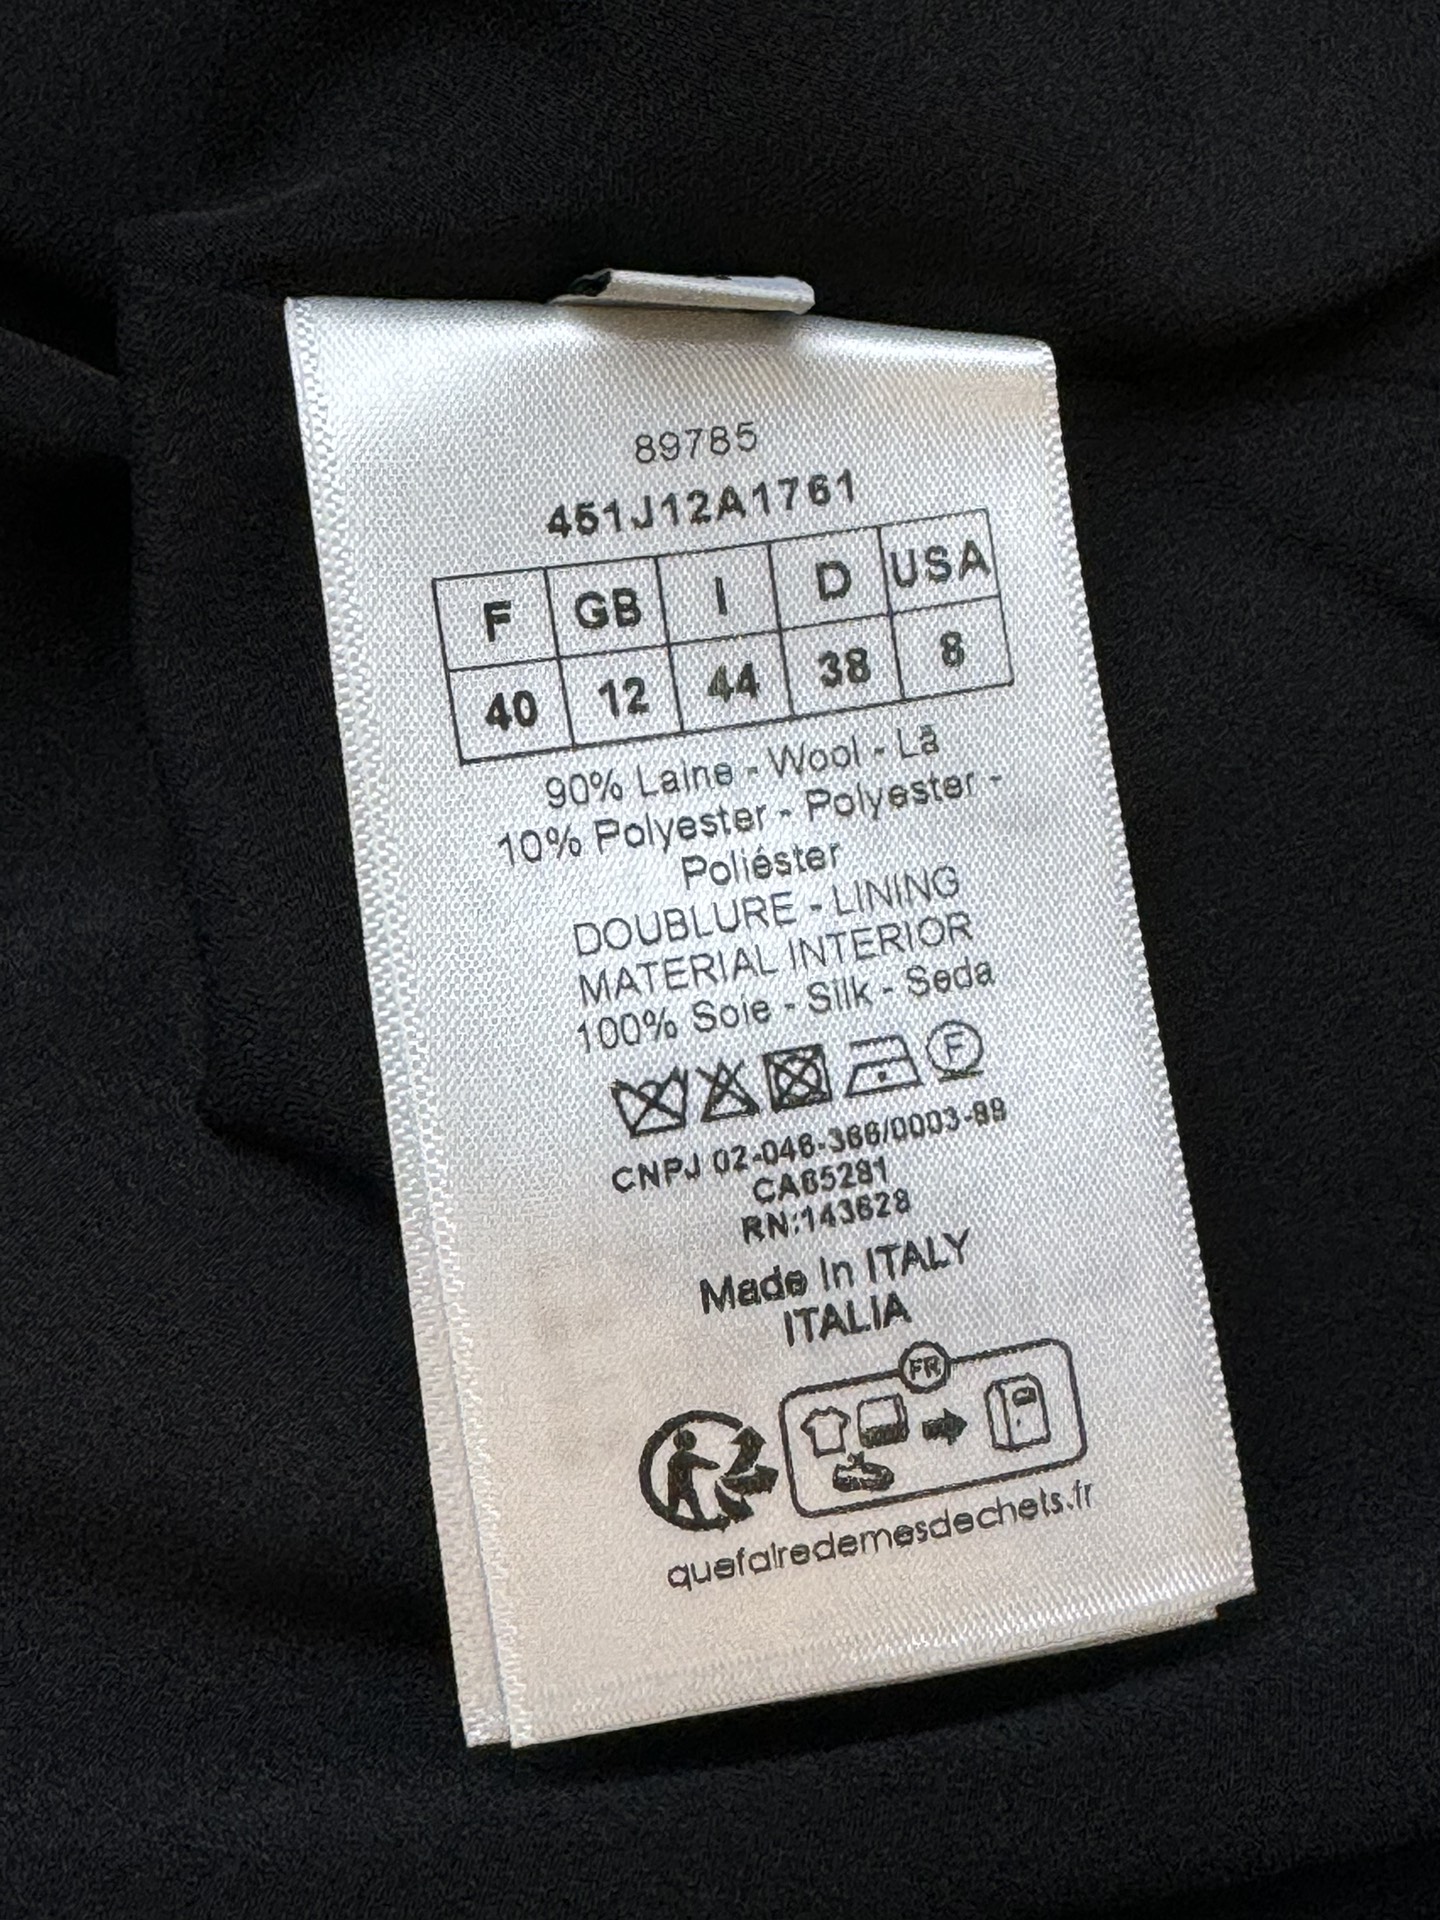 89785
451J12A1761
F GB I D USA
40 12 44 38 8
90% Laine - Wool - Lã
10% Polyester - Polyester -
Poliéster
DOUBLURE - LINING
MATERIAL INTERIOR
100% Soie - Silk - Seda
F
CNPJ 02-046-366/0003-99
CA65281
RN:143628
Made In ITALY
ITALIA
FR
quefairedemesdechets.fr